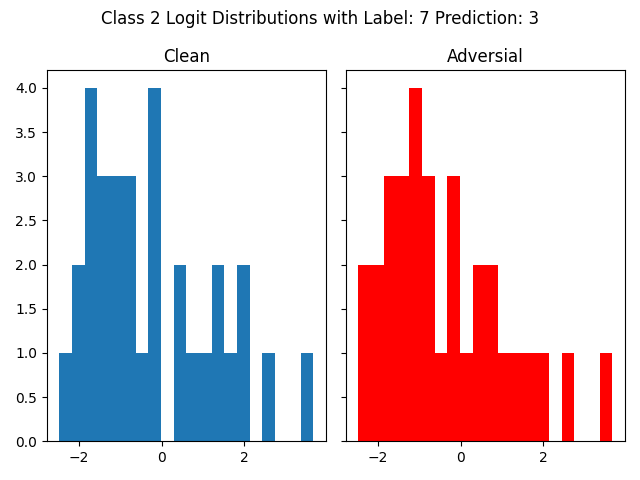 Class 2 Logit Distributions with Label: 7 Prediction: 3
Clean
Adversial
4.0
3.5
3.0
2.5
2.0
1.5
1.0
0.5
0.0
−2 0 2
−2 0 2